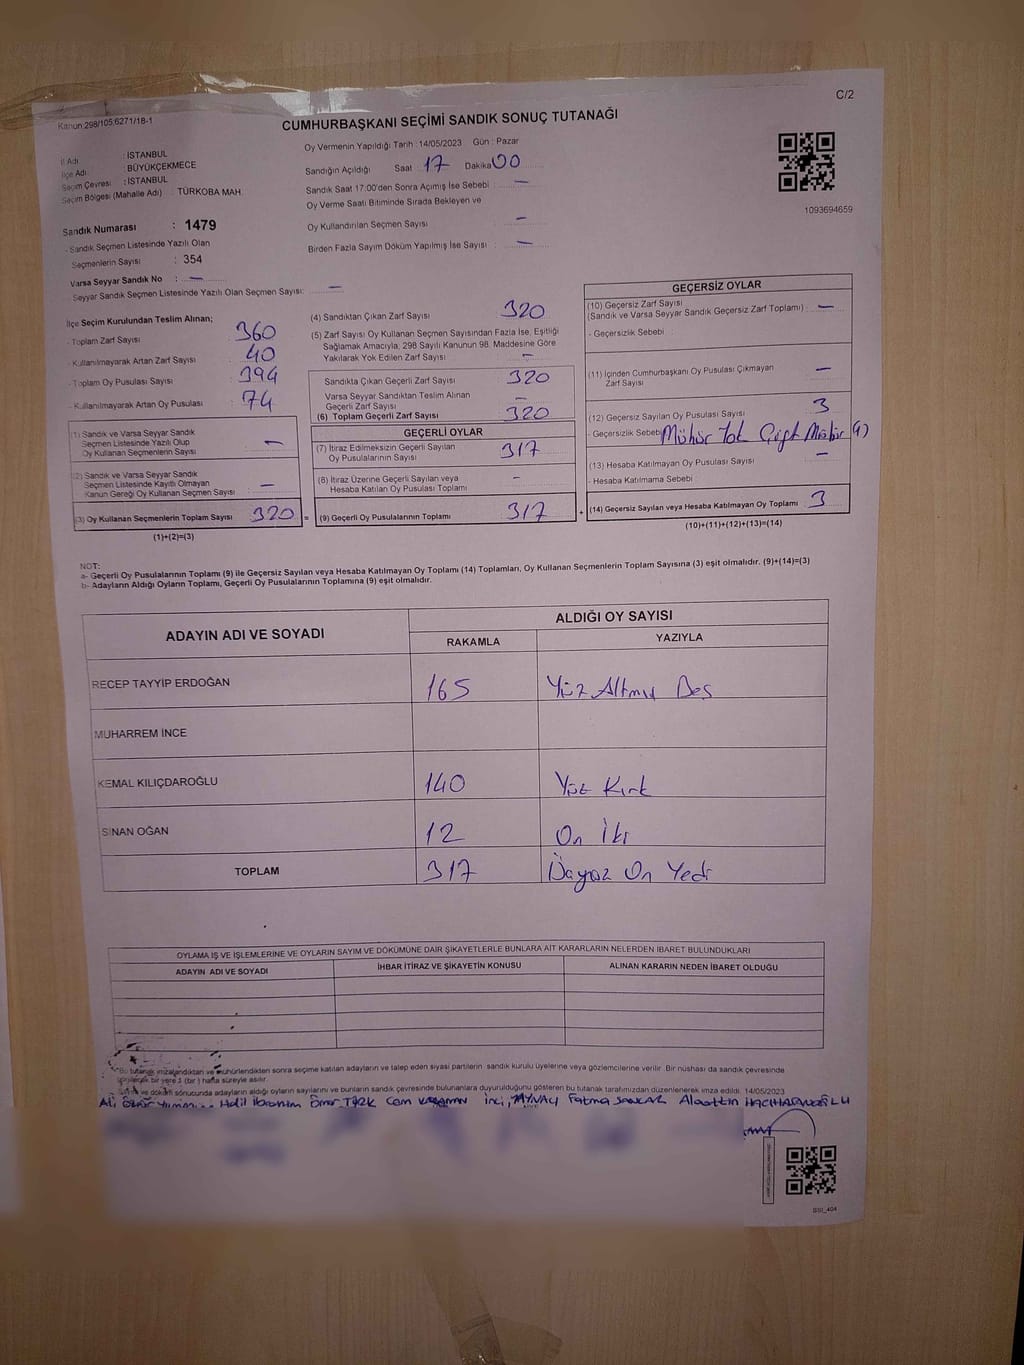 C/2
Kanun 298/105,6271/18-1
CUMHURBAŞKANI SEÇİMİ SANDIK SONUÇ TUTANAĞI
İl Adı : İSTANBUL
İlçe Adı : BÜYÜKÇEKMECE
Seçim Çevresi : İSTANBUL
Seçim Bölgesi (Mahalle Adı) : TÜRKOBA MAH.
Sandık Numarası : 1479
- Sandık Seçmen Listesinde Yazılı Olan
Seçmenlerin Sayısı : 354
Varsa Seyyar Sandık No : —
Seyyar Sandık Seçmen Listesinde Yazılı Olan Seçmen Sayısı: —
Oy Vermenin Yapıldığı Tarih : 14/05/2023 Gün : Pazar
Sandığın Açıldığı Saat 17 Dakika 00
Sandık Saat 17:00'den Sonra Açımış İse Sebebi : —
Oy Verme Saati Bitiminde Sırada Bekleyen ve
Oy Kullandırılan Seçmen Sayısı : —
Birden Fazla Sayım Döküm Yapılmış İse Sayısı : —
1093694659
İlçe Seçim Kurulundan Teslim Alınan;
- Toplam Zarf Sayısı 360
- Kullanılmayarak Artan Zarf Sayısı 40
- Toplam Oy Pusulası Sayısı 394
- Kullanılmayarak Artan Oy Pusulası 74
(1) Sandık ve Varsa Seyyar Sandık
Seçmen Listesinde Yazılı Olup
Oy Kullanan Seçmenlerin Sayısı —
(2) Sandık ve Varsa Seyyar Sandık
Seçmen Listesinde Kayıtlı Olmayan
Kanun Gereği Oy Kullanan Seçmen Sayısı —
(3) Oy Kullanan Seçmenlerin Toplam Sayısı 320 =
(1)+(2)=(3)
(4) Sandıktan Çıkan Zarf Sayısı 320
(5) Zarf Sayısı Oy Kullanan Seçmen Sayısından Fazla İse, Eşitliği
Sağlamak Amacıyla, 298 Sayılı Kanunun 98. Maddesine Göre
Yakılarak Yok Edilen Zarf Sayısı —
Sandıkta Çıkan Geçerli Zarf Sayısı 320
Varsa Seyyar Sandıktan Teslim Alınan
Geçerli Zarf Sayısı —
(6) Toplam Geçerli Zarf Sayısı 320
GEÇERLİ OYLAR
(7) İtiraz Edilmeksizin Geçerli Sayılan
Oy Pusulalarının Sayısı 317
(8) İtiraz Üzerine Geçerli Sayılan veya
Hesaba Katılan Oy Pusulası Toplamı -
(9) Geçerli Oy Pusulalarının Toplamı 317 +
GEÇERSİZ OYLAR
(10) Geçersiz Zarf Sayısı
(Sandık ve Varsa Seyyar Sandık Geçersiz Zarf Toplamı) : —
- Geçersizlik Sebebi
(11) İçinden Cumhurbaşkanı Oy Pusulası Çıkmayan
Zarf Sayısı —
(12) Geçersiz Sayılan Oy Pusulası Sayısı 3
- Geçersizlik Sebebi Mühür Yok Çift Mühür
(13) Hesaba Katılmayan Oy Pusulası Sayısı —
- Hesaba Katılmama Sebebi
(14) Geçersiz Sayılan veya Hesaba Katılmayan Oy Toplamı 3
(10)+(11)+(12)+(13)=(14)
NOT:
a- Geçerli Oy Pusulalarının Toplamı (9) ile Geçersiz Sayılan veya Hesaba Katılmayan Oy Toplamı (14) Toplamları, Oy Kullanan Seçmenlerin Toplam Sayısına (3) eşit olmalıdır. (9)+(14)=(3)
b- Adayların Aldığı Oyların Toplamı, Geçerli Oy Pusulalarının Toplamına (9) eşit olmalıdır.
ADAYIN ADI VE SOYADI
ALDIĞI OY SAYISI
RAKAMLA YAZIYLA
RECEP TAYYİP ERDOĞAN 165 Yüz Altmış Beş
MUHARREM İNCE
KEMAL KILIÇDAROĞLU 140 Yüz Kırk
SİNAN OĞAN 12 On İki
TOPLAM 317 Üçyüz On Yedi
OYLAMA İŞ VE İŞLEMLERİNE VE OYLARIN SAYIM VE DÖKÜMÜNE DAİR ŞİKAYETLERLE BUNLARA AİT KARARLARIN NELERDEN İBARET BULUNDUKLARI
ADAYIN ADI VE SOYADI İHBAR İTİRAZ VE ŞİKAYETİN KONUSU ALINAN KARARIN NEDEN İBARET OLDUĞU
Bu tutanak imzalandıktan ve mühürlendikten sonra seçime katılan adayların ve talep eden siyasi partilerin sandık kurulu üyelerine veya gözlemcilerine verilir. Bir nüshası da sandık çevresinde
bir yere 1 (bir) hafta süreyle asılır.
ve dökümü sonucunda adayların aldığı oyların sayılarını ve bunların sandık çevresinde bulunanlara duyurulduğunu gösteren bu tutanak tarafımızdan düzenlenerek imza edildi. 14/05/2023
Ali Halil İbrahim Ömer TÜRK Cem İnci Fatma SANCAR Alaattin
SSI_404